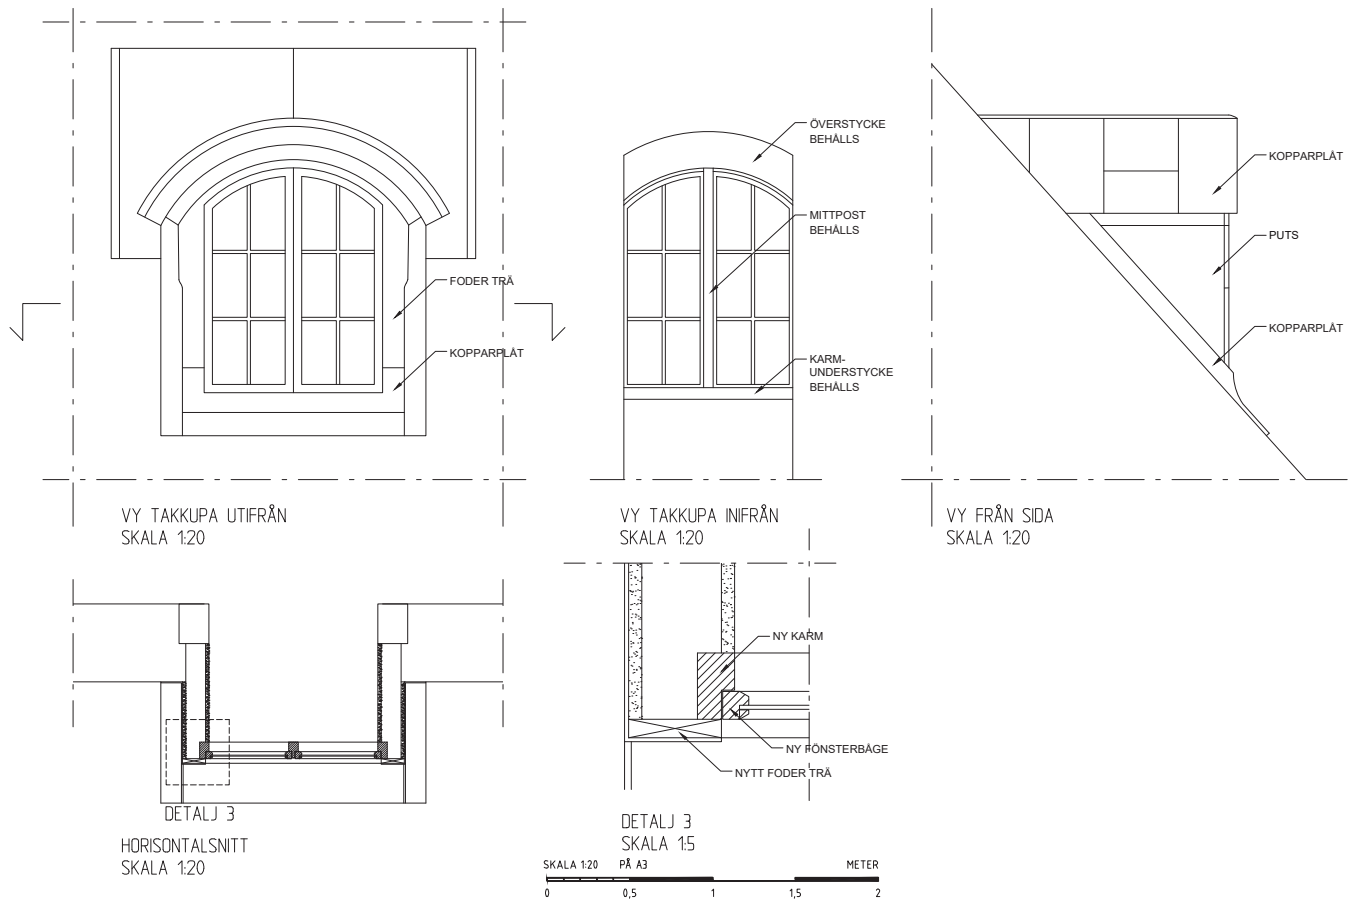 ÖVERSTYCKE
BEHÅLLS
MITTPOST
BEHÅLLS
KARM-
UNDERSTYCKE
BEHÅLLS
FODER TRÄ
KOPPARPLÅT
KOPPARPLÅT
PUTS
KOPPARPLÅT
VY TAKKUPA UTIFRÅN
SKALA 1:20
VY TAKKUPA INIFRÅN
SKALA 1:20
VY FRÅN SIDA
SKALA 1:20
NY KARM
NY FÖNSTERBÅGE
NYTT FODER TRÄ
DETALJ 3
HORISONTALSNITT
SKALA 1:20
DETALJ 3
SKALA 1:5
SKALA 1:20 PÅ A3 METER
0 0,5 1 1,5 2